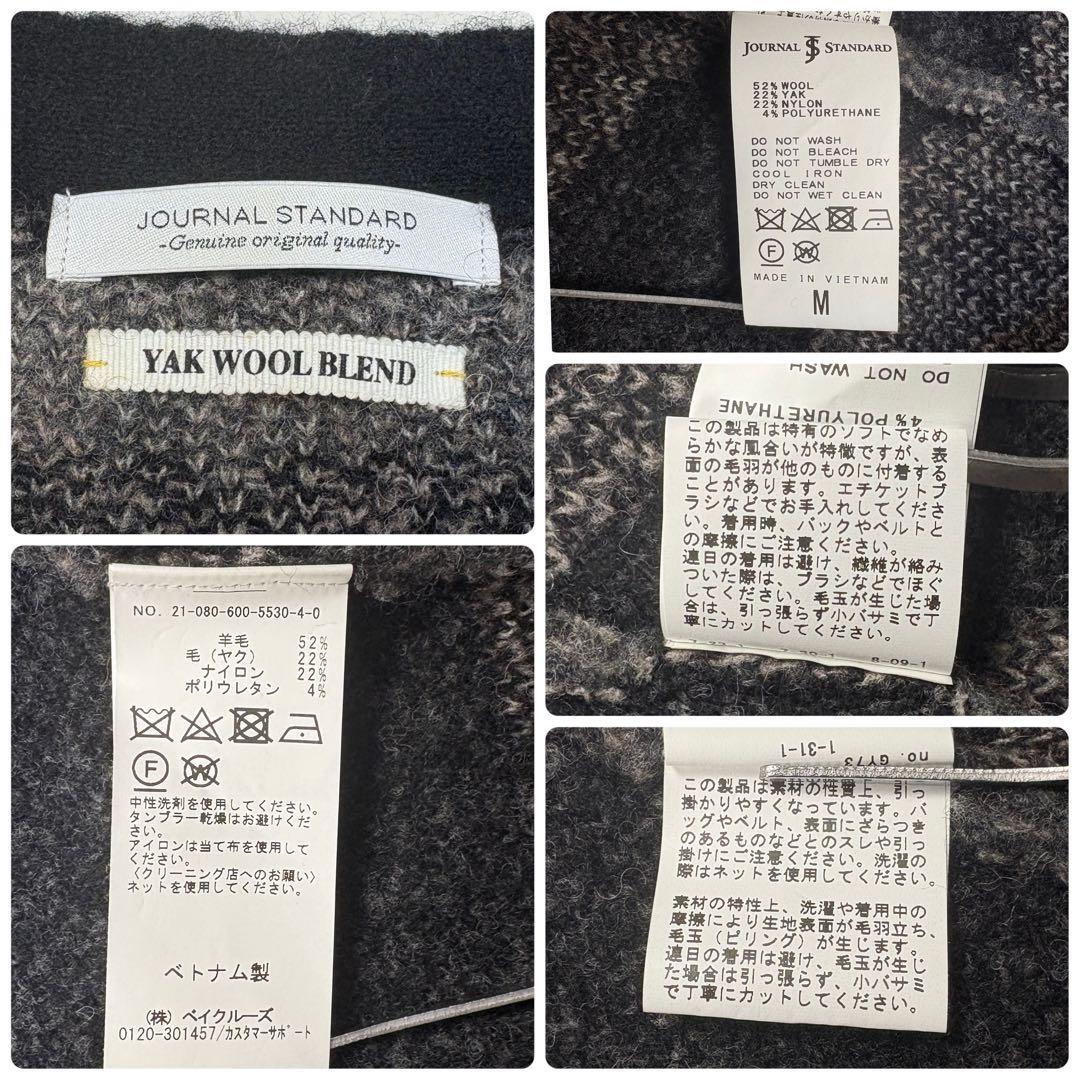 JOURNAL STANDARD
-Genuine original quality-
YAK WOOL BLEND
JOURNAL JS STANDARD
52% WOOL
22% YAK
22% NYLON
4% POLYURETHANE
DO NOT WASH
DO NOT BLEACH
DO NOT TUMBLE DRY
COOL IRON
DRY CLEAN
DO NOT WET CLEAN
F W
MADE IN VIETNAM
M
DO NOT WASH
4% POLYURETHANE
この製品は特有のソフトでなめ
らかな風合いが特徴ですが、表
面の毛羽が他のものに付着する
ことがあります。エチケットブ
ラシなどでお手入れしてくださ
い。着用時、バックやベルトと
の摩擦にご注意ください。
連日の着用は避け、繊維が絡み
ついた際は、ブラシなどでほぐ
してください。毛玉が生じた場
合は、引っ張らず小バサミで丁
寧にカットしてください。
8-09-1
NO. 21-080-600-5530-4-0
羊毛 52%
毛(ヤク) 22%
ナイロン 22%
ポリウレタン 4%
F W
中性洗剤を使用してください。
タンブラー乾燥はお避けくださ
い。
アイロンは当て布を使用して
ください。
〈クリーニング店へのお願い〉
ネットを使用してください。
ベトナム製
(株) ベイクルーズ
0120-301457/カスタマーサポート
no. GY73
1-31-1
この製品は素材の性質上、引っ
掛かりやすくなっています。バ
ッグやベルト、表面にざらつき
のあるものなどとのスレや引っ
掛けにご注意ください。洗濯の
際はネットを使用してください。
素材の特性上、洗濯や着用中の
摩擦により生地表面が毛羽立ち、
毛玉(ピリング)が生じます。
連日の着用は避け、毛玉が生じ
た場合は引っ張らず、小バサミ
で丁寧にカットしてください。